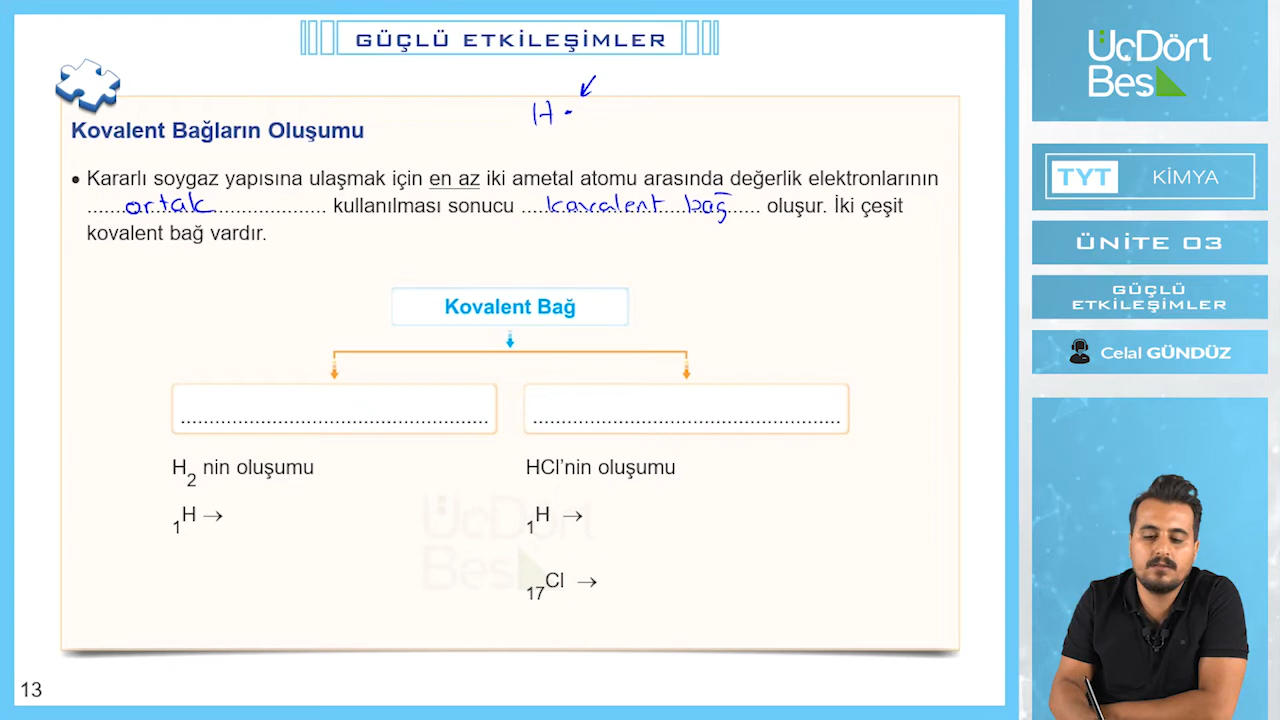 GÜÇLÜ ETKİLEŞİMLER
H
Kovalent Bağların Oluşumu
• Kararlı soygaz yapısına ulaşmak için en az iki ametal atomu arasında değerlik elektronlarının
ortak kullanılması sonucu kovalent bağ oluşur. İki çeşit
kovalent bağ vardır.
Kovalent Bağ
H2 nin oluşumu
1H →
HCl'nin oluşumu
1H →
17Cl →
ÜçDört
Beş
13
ÜçDört
Beş
TYT KİMYA
ÜNİTE 03
GÜÇLÜ
ETKİLEŞİMLER
Celal GÜNDÜZ